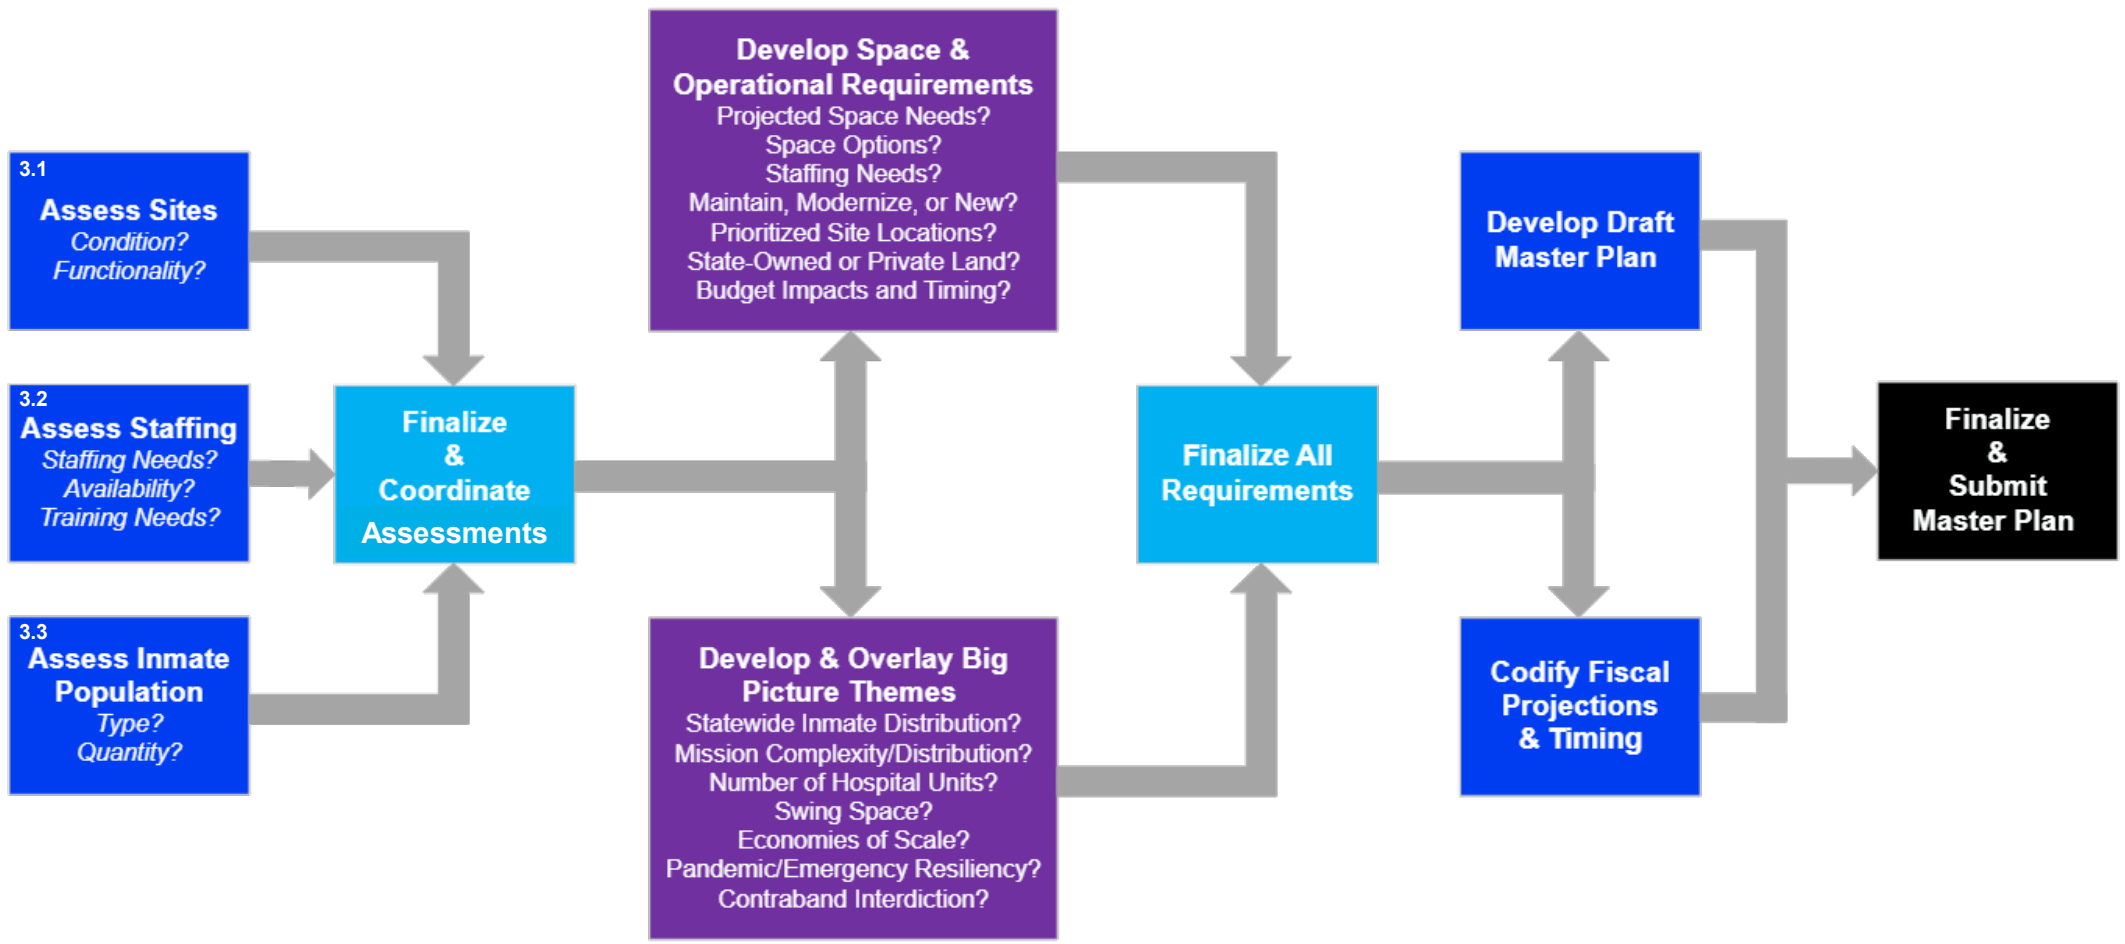 3.1
Assess Sites
Condition?
Functionality?
3.2
Assess Staffing
Staffing Needs?
Availability?
Training Needs?
3.3
Assess Inmate
Population
Type?
Quantity?
Finalize
&
Coordinate
Assessments
Develop Space &
Operational Requirements
Projected Space Needs?
Space Options?
Staffing Needs?
Maintain, Modernize, or New?
Prioritized Site Locations?
State-Owned or Private Land?
Budget Impacts and Timing?
Develop & Overlay Big
Picture Themes
Statewide Inmate Distribution?
Mission Complexity/Distribution?
Number of Hospital Units?
Swing Space?
Economies of Scale?
Pandemic/Emergency Resiliency?
Contraband Interdiction?
Finalize All
Requirements
Develop Draft
Master Plan
Codify Fiscal
Projections
& Timing
Finalize
&
Submit
Master Plan